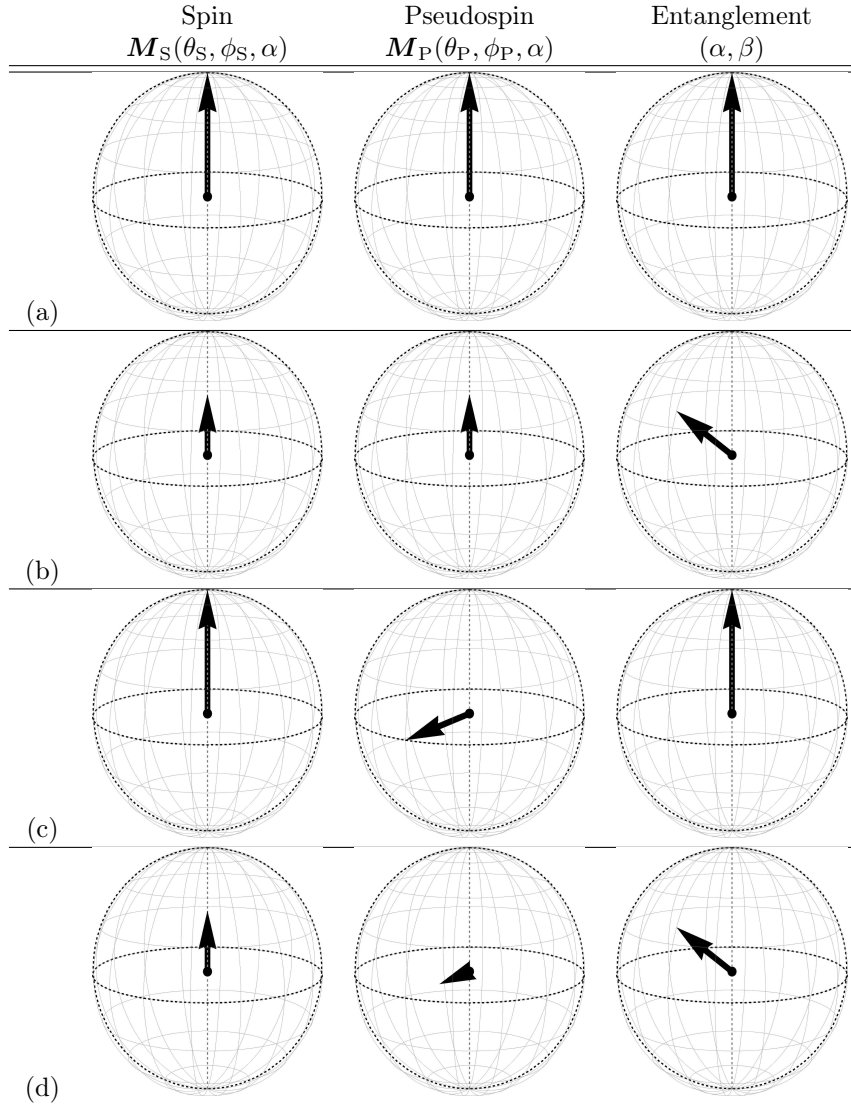 Spin Pseudospin Entanglement
M_S(θ_S, ϕ_S, α) M_P(θ_P, ϕ_P, α) (α, β)
(a)
(b)
(c)
(d)